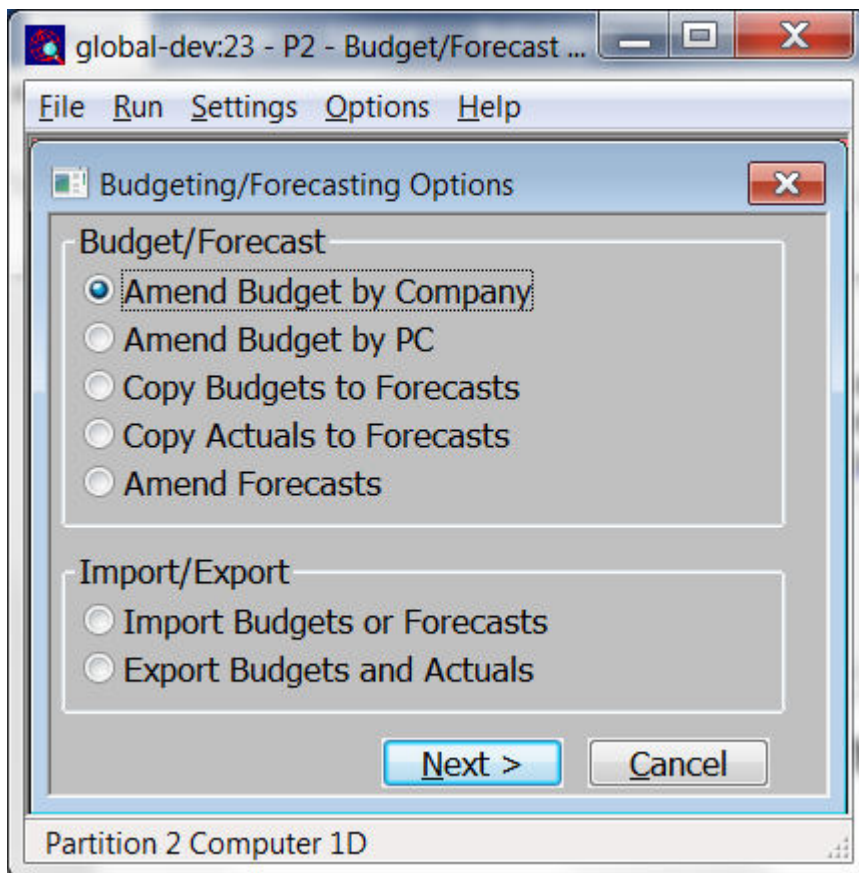 global-dev:23 - P2 - Budget/Forecast ...
File Run Settings Options Help
Budgeting/Forecasting Options
Budget/Forecast
Amend Budget by Company
Amend Budget by PC
Copy Budgets to Forecasts
Copy Actuals to Forecasts
Amend Forecasts
Import/Export
Import Budgets or Forecasts
Export Budgets and Actuals
Next > Cancel
Partition 2 Computer 1D